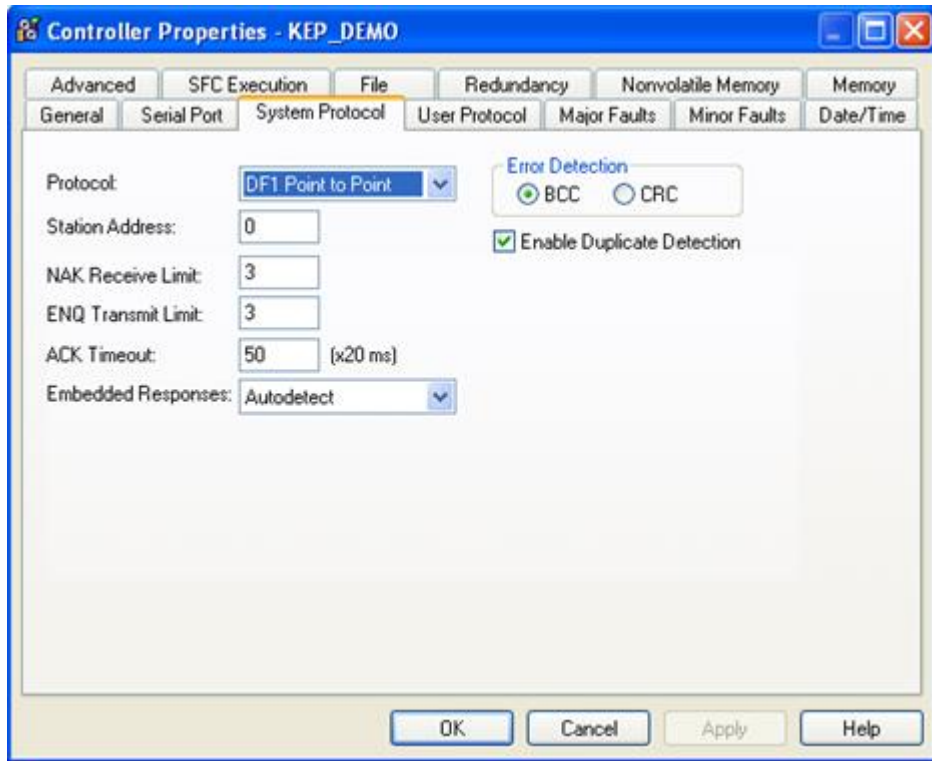 Controller Properties - KEP_DEMO
Advanced SFC Execution File Redundancy Nonvolatile Memory Memory
General Serial Port System Protocol User Protocol Major Faults Minor Faults Date/Time
Protocol: DF1 Point to Point
Error Detection
BCC CRC
Station Address: 0
Enable Duplicate Detection
NAK Receive Limit: 3
ENQ Transmit Limit: 3
ACK Timeout: 50 (x20 ms)
Embedded Responses: Autodetect
OK Cancel Apply Help